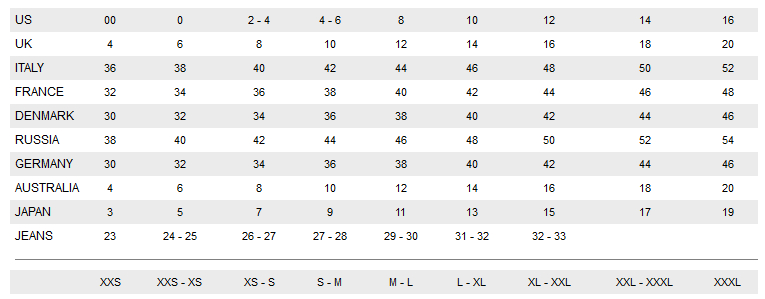 US 00 0 2 - 4 4 - 6 8 10 12 14 16
UK 4 6 8 10 12 14 16 18 20
ITALY 36 38 40 42 44 46 48 50 52
FRANCE 32 34 36 38 40 42 44 46 48
DENMARK 30 32 34 36 38 40 42 44 46
RUSSIA 38 40 42 44 46 48 50 52 54
GERMANY 30 32 34 36 38 40 42 44 46
AUSTRALIA 4 6 8 10 12 14 16 18 20
JAPAN 3 5 7 9 11 13 15 17 19
JEANS 23 24 - 25 26 - 27 27 - 28 29 - 30 31 - 32 32 - 33
XXS XXS - XS XS - S S - M M - L L - XL XL - XXL XXL - XXXL XXXL